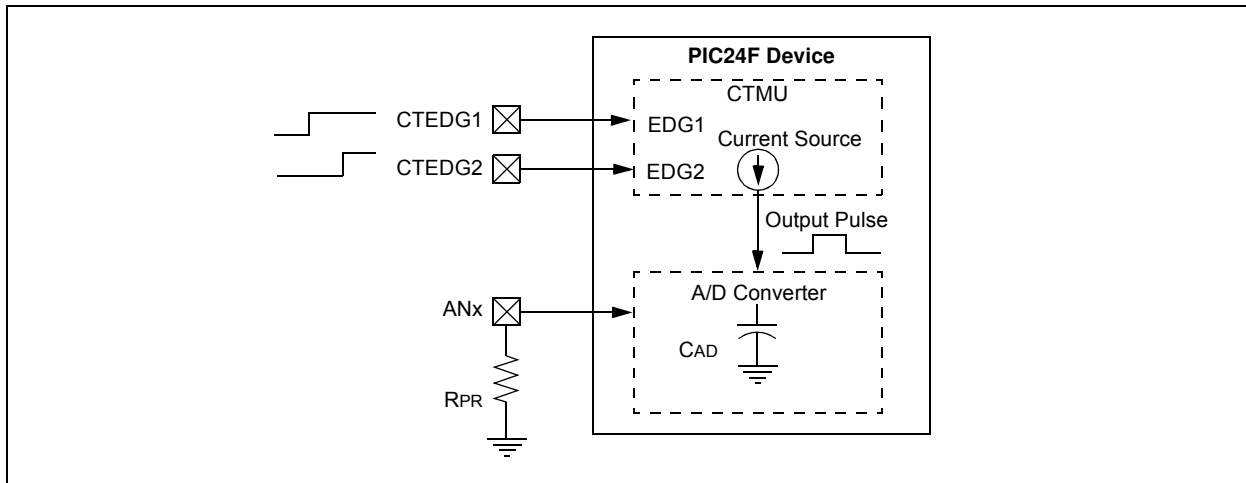 PIC24F Device
CTMU
CTEDG1
EDG1
Current Source
CTEDG2
EDG2
Output Pulse
A/D Converter
ANx
CAD
RPR